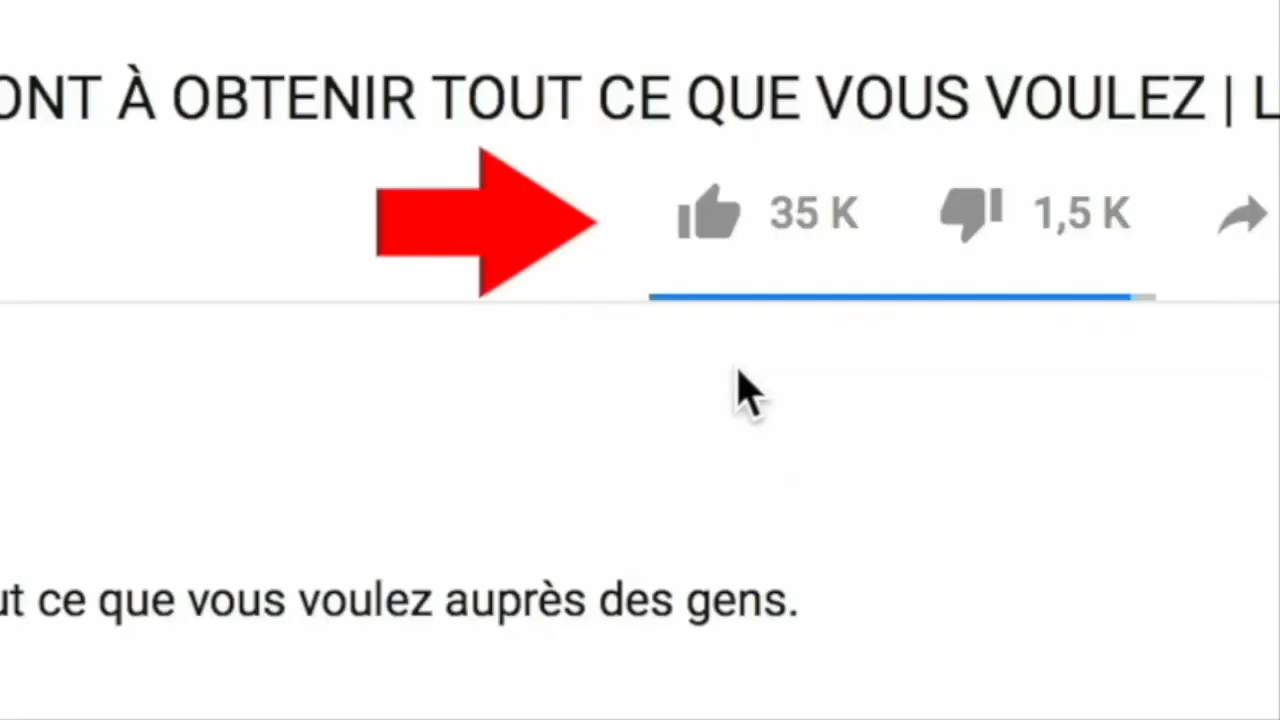 ONT À OBTENIR TOUT CE QUE VOUS VOULEZ | L
35 K 1,5 K
ut ce que vous voulez auprès des gens.